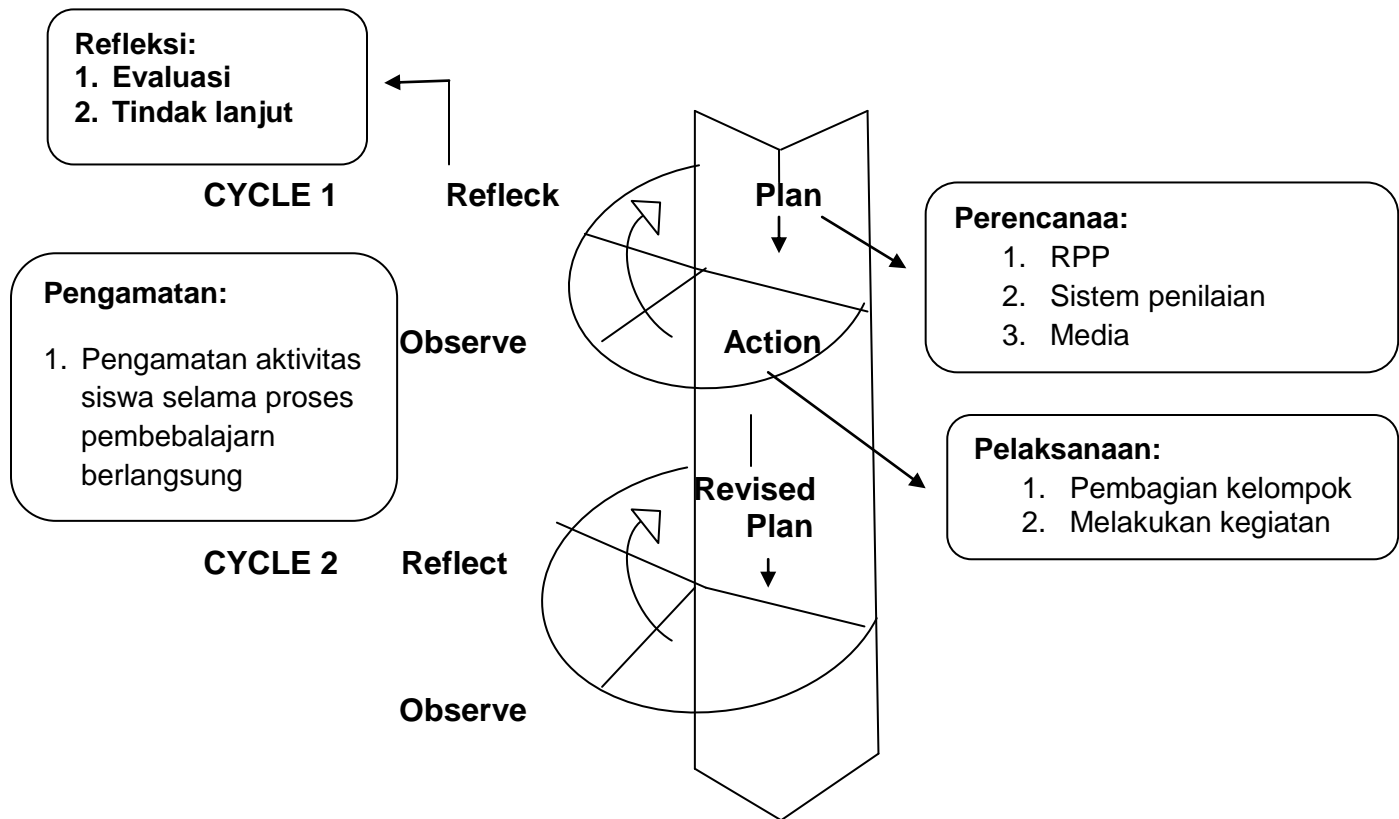 Refleksi:
1. Evaluasi
2. Tindak lanjut
CYCLE 1
Refleck
Plan
Perencanaa:
1. RPP
2. Sistem penilaian
3. Media
Pengamatan:
1. Pengamatan aktivitas
siswa selama proses
pembebalajarn
berlangsung
Observe
Action
Pelaksanaan:
1. Pembagian kelompok
2. Melakukan kegiatan
Revised
Plan
CYCLE 2
Reflect
Observe